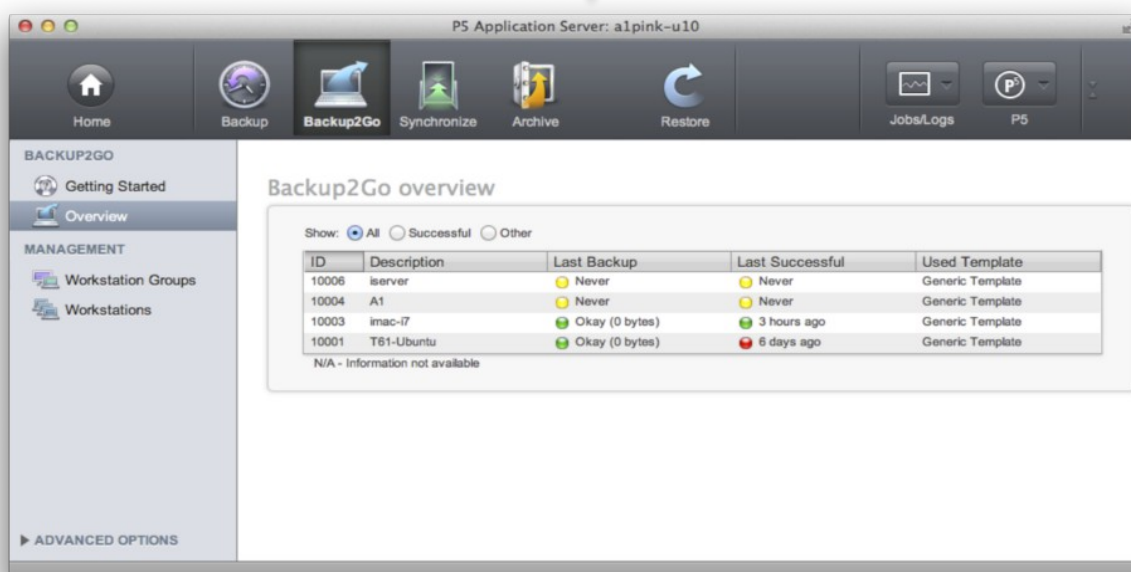 P5 Application Server: a1pink-u10
Home Backup Backup2Go Synchronize Archive Restore Jobs/Logs P5
BACKUP2GO
Getting Started
Overview
MANAGEMENT
Workstation Groups
Workstations
ADVANCED OPTIONS
Backup2Go overview
Show: All Successful Other
ID Description Last Backup Last Successful Used Template
10006 iserver Never Never Generic Template
10004 A1 Never Never Generic Template
10003 imac-i7 Okay (0 bytes) 3 hours ago Generic Template
10001 T61-Ubuntu Okay (0 bytes) 6 days ago Generic Template
N/A - Information not available